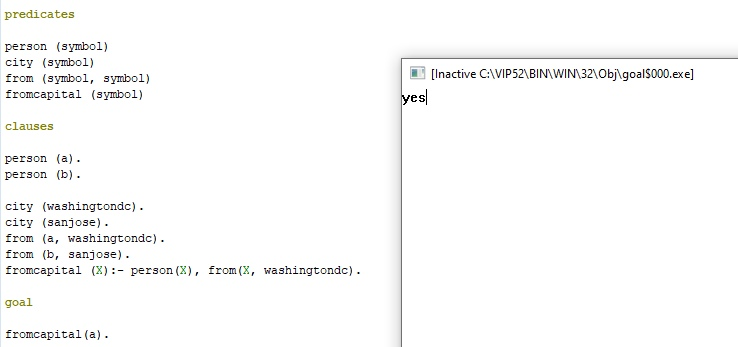 predicates
person (symbol)
city (symbol)
from (symbol, symbol)
fromcapital (symbol)
clauses
person (a).
person (b).
city (washingtondc).
city (sanjose).
from (a, washingtondc).
from (b, sanjose).
fromcapital (X):- person(X), from(X, washingtondc).
goal
fromcapital(a).
[Inactive C:\VIP52\BIN\WIN\32\Obj\goal$000.exe]
yes